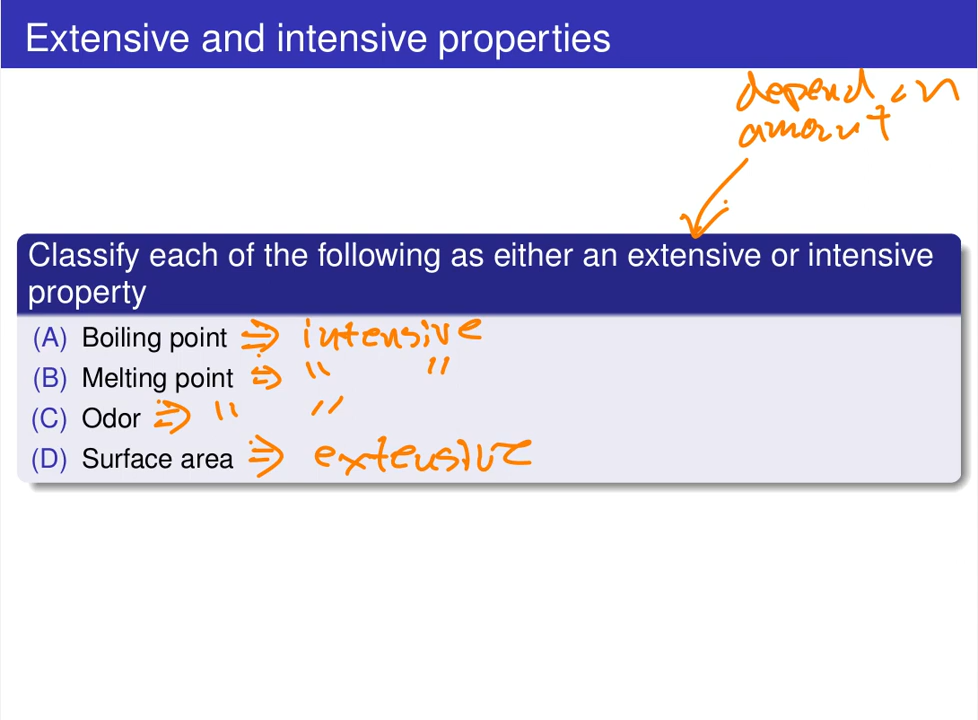 Extensive and intensive properties
depend on
amount
Classify each of the following as either an extensive or intensive
property
(A) Boiling point ⇒ intensive
(B) Melting point ⇒ " "
(C) Odor ⇒ " "
(D) Surface area ⇒ extensive